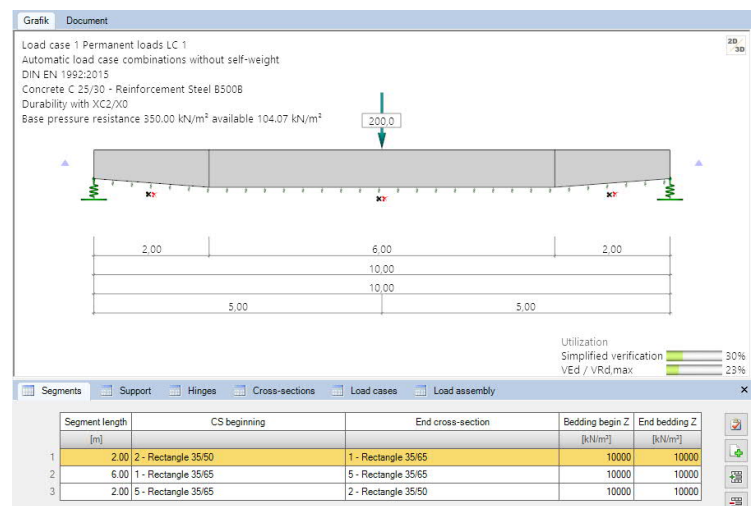 Grafik Document
Load case 1 Permanent loads LC 1
Automatic load case combinations without self-weight
DIN EN 1992:2015
Concrete C 25/30 - Reinforcement Steel B500B
Durability with XC2/X0
Base pressure resistance 350.00 kN/m² available 104.07 kN/m²
2D/3D
200,0
2,00 6,00 2,00
10,00
10,00
5,00 5,00
Utilization
Simplified verification 30%
VEd / VRd,max 23%
Segments Support Hinges Cross-sections Load cases Load assembly ×
Segment length CS beginning End cross-section Bedding begin Z End bedding Z
[m] [kN/m³] [kN/m³]
1 2.00 2 - Rectangle 35/50 1 - Rectangle 35/65 10000 10000
2 6.00 1 - Rectangle 35/65 5 - Rectangle 35/65 10000 10000
3 2.00 5 - Rectangle 35/65 2 - Rectangle 35/50 10000 10000